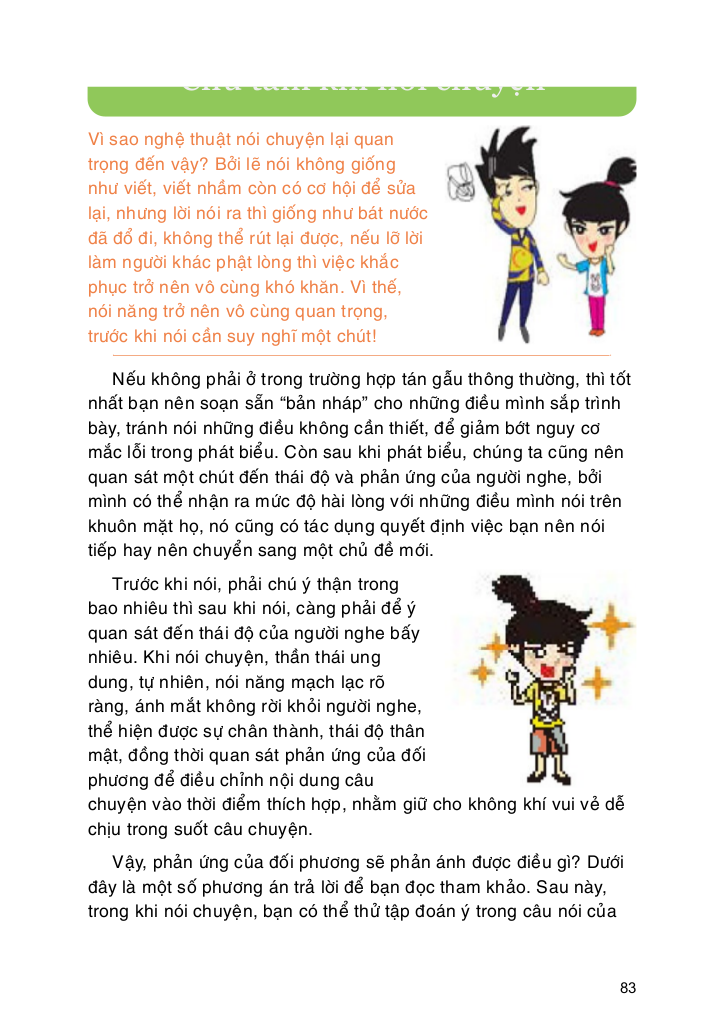 khi nói chuyện
Vì sao nghệ thuật nói chuyện lại quan
trọng đến vậy? Bởi lẽ nói không giống
như viết, viết nhầm còn có cơ hội để sửa
lại, nhưng lời nói ra thì giống như bát nước
đã đổ đi, không thể rút lại được, nếu lỡ lời
làm người khác phật lòng thì việc khắc
phục trở nên vô cùng khó khăn. Vì thế,
nói năng trở nên vô cùng quan trọng,
trước khi nói cần suy nghĩ một chút!
Nếu không phải ở trong trường hợp tán gẫu thông thường, thì tốt
nhất bạn nên soạn sẵn “bản nháp” cho những điều mình sắp trình
bày, tránh nói những điều không cần thiết, để giảm bớt nguy cơ
mắc lỗi trong phát biểu. Còn sau khi phát biểu, chúng ta cũng nên
quan sát một chút đến thái độ và phản ứng của người nghe, bởi
mình có thể nhận ra mức độ hài lòng với những điều mình nói trên
khuôn mặt họ, nó cũng có tác dụng quyết định việc bạn nên nói
tiếp hay nên chuyển sang một chủ đề mới.
Trước khi nói, phải chú ý thận trong
bao nhiêu thì sau khi nói, càng phải để ý
quan sát đến thái độ của người nghe bấy
nhiêu. Khi nói chuyện, thần thái ung
dung, tự nhiên, nói năng mạch lạc rõ
ràng, ánh mắt không rời khỏi người nghe,
thể hiện được sự chân thành, thái độ thân
mật, đồng thời quan sát phản ứng của đối
phương để điều chỉnh nội dung câu
chuyện vào thời điểm thích hợp, nhằm giữ cho không khí vui vẻ dễ
chịu trong suốt câu chuyện.
Vậy, phản ứng của đối phương sẽ phản ánh được điều gì? Dưới
đây là một số phương án trả lời để bạn đọc tham khảo. Sau này,
trong khi nói chuyện, bạn có thể thử tập đoán ý trong câu nói của
83